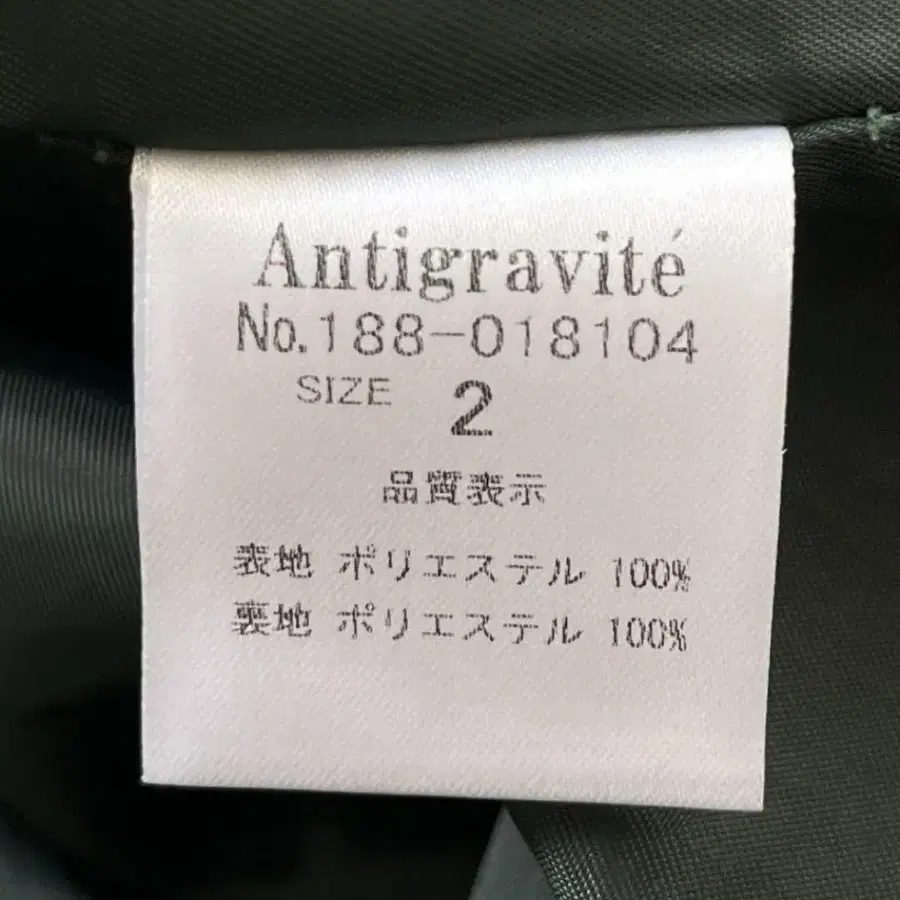 Antigravité
No.188-018104
SIZE 2
品質表示
表地 ポリエステル 100%
裏地 ポリエステル 100%